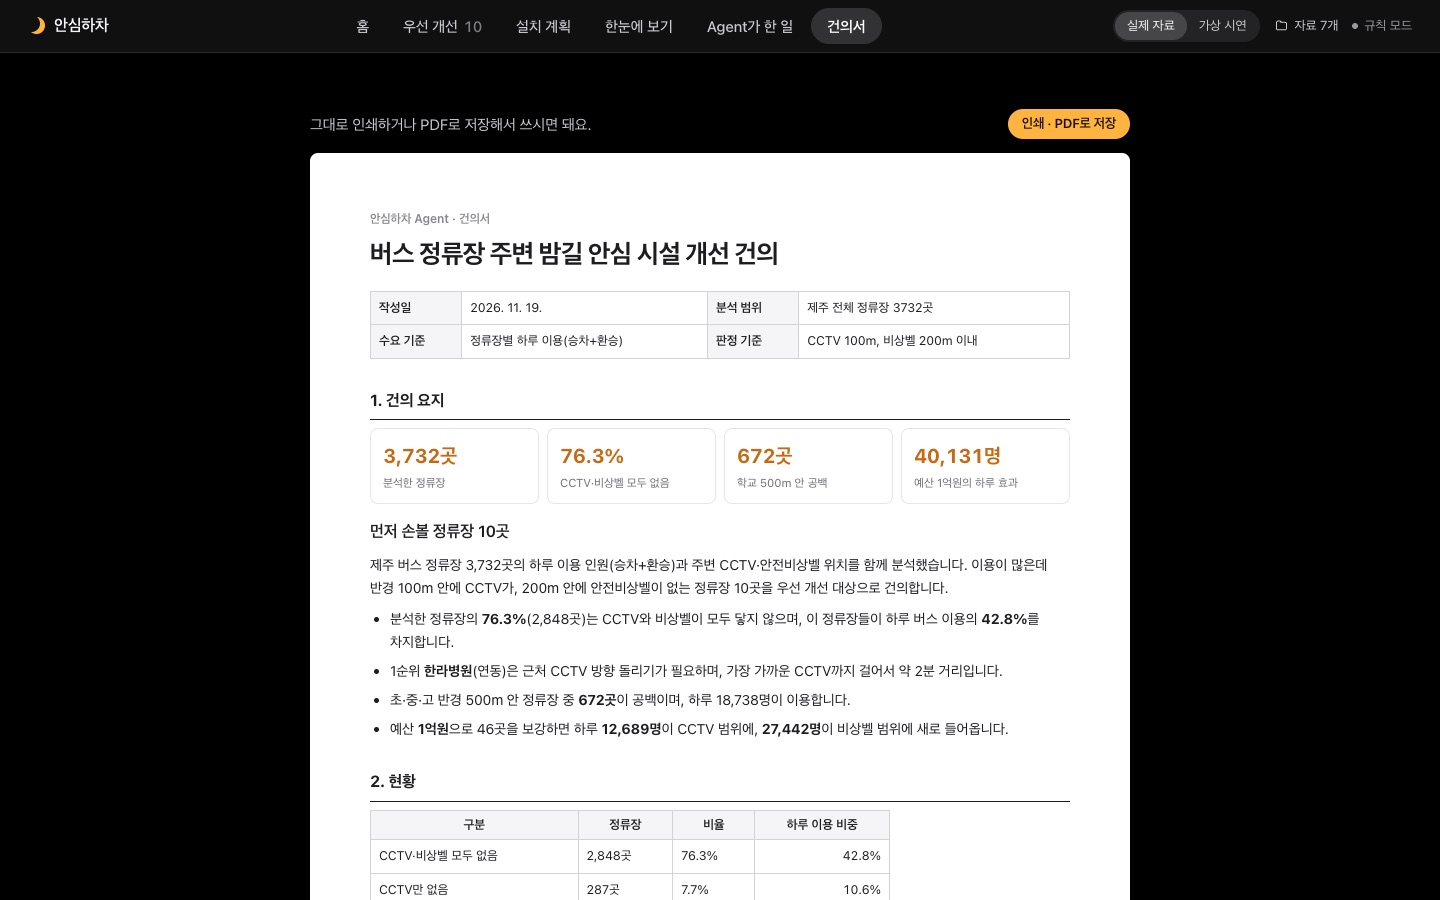 안심하차
홈 우선 개선 10 설치 계획 한눈에 보기 Agent가 한 일 건의서
실제 자료 가상 시연 자료 7개 규칙 모드
그대로 인쇄하거나 PDF로 저장해서 쓰시면 돼요.
인쇄 · PDF로 저장
안심하차 Agent · 건의서
버스 정류장 주변 밤길 안심 시설 개선 건의
작성일 2026. 11. 19. 분석 범위 제주 전체 정류장 3732곳
수요 기준 정류장별 하루 이용(승차+환승) 판정 기준 CCTV 100m, 비상벨 200m 이내
1. 건의 요지
3,732곳 76.3% 672곳 40,131명
분석한 정류장 CCTV·비상벨 모두 없음 학교 500m 안 공백 예산 1억원의 하루 효과
먼저 손볼 정류장 10곳
제주 버스 정류장 3,732곳의 하루 이용 인원(승차+환승)과 주변 CCTV·안전비상벨 위치를 함께 분석했습니다. 이용이 많은데
반경 100m 안에 CCTV가, 200m 안에 안전비상벨이 없는 정류장 10곳을 우선 개선 대상으로 건의합니다.
• 분석한 정류장의 76.3%(2,848곳)는 CCTV와 비상벨이 모두 닿지 않으며, 이 정류장들이 하루 버스 이용의 42.8%를
차지합니다.
• 1순위 한라병원(연동)은 근처 CCTV 방향 돌리기가 필요하며, 가장 가까운 CCTV까지 걸어서 약 2분 거리입니다.
• 초·중·고 반경 500m 안 정류장 중 672곳이 공백이며, 하루 18,738명이 이용합니다.
• 예산 1억원으로 46곳을 보강하면 하루 12,689명이 CCTV 범위에, 27,442명이 비상벨 범위에 새로 들어옵니다.
2. 현황
구분 정류장 비율 하루 이용 비중
CCTV·비상벨 모두 없음 2,848곳 76.3% 42.8%
CCTV만 없음 287곳 7.7% 10.6%